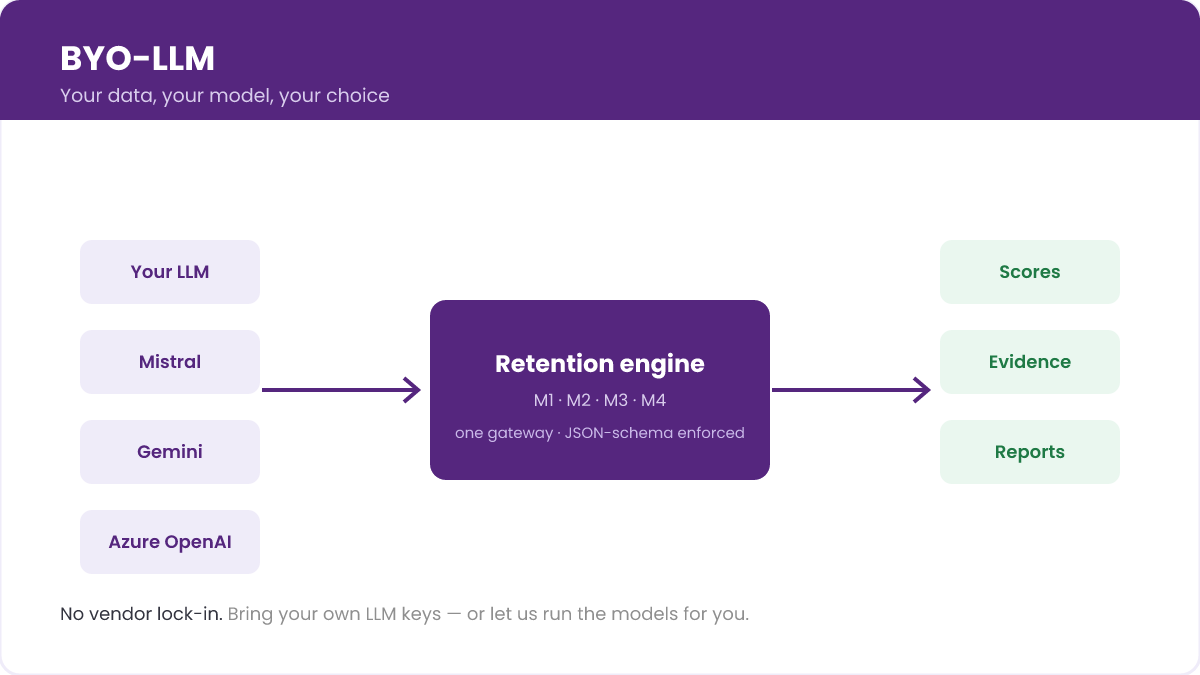 BYO-LLM
Your data, your model, your choice
Your LLM
Mistral
Gemini
Azure OpenAI
Retention engine
M1 · M2 · M3 · M4
one gateway · JSON-schema enforced
Scores
Evidence
Reports
No vendor lock-in. Bring your own LLM keys — or let us run the models for you.